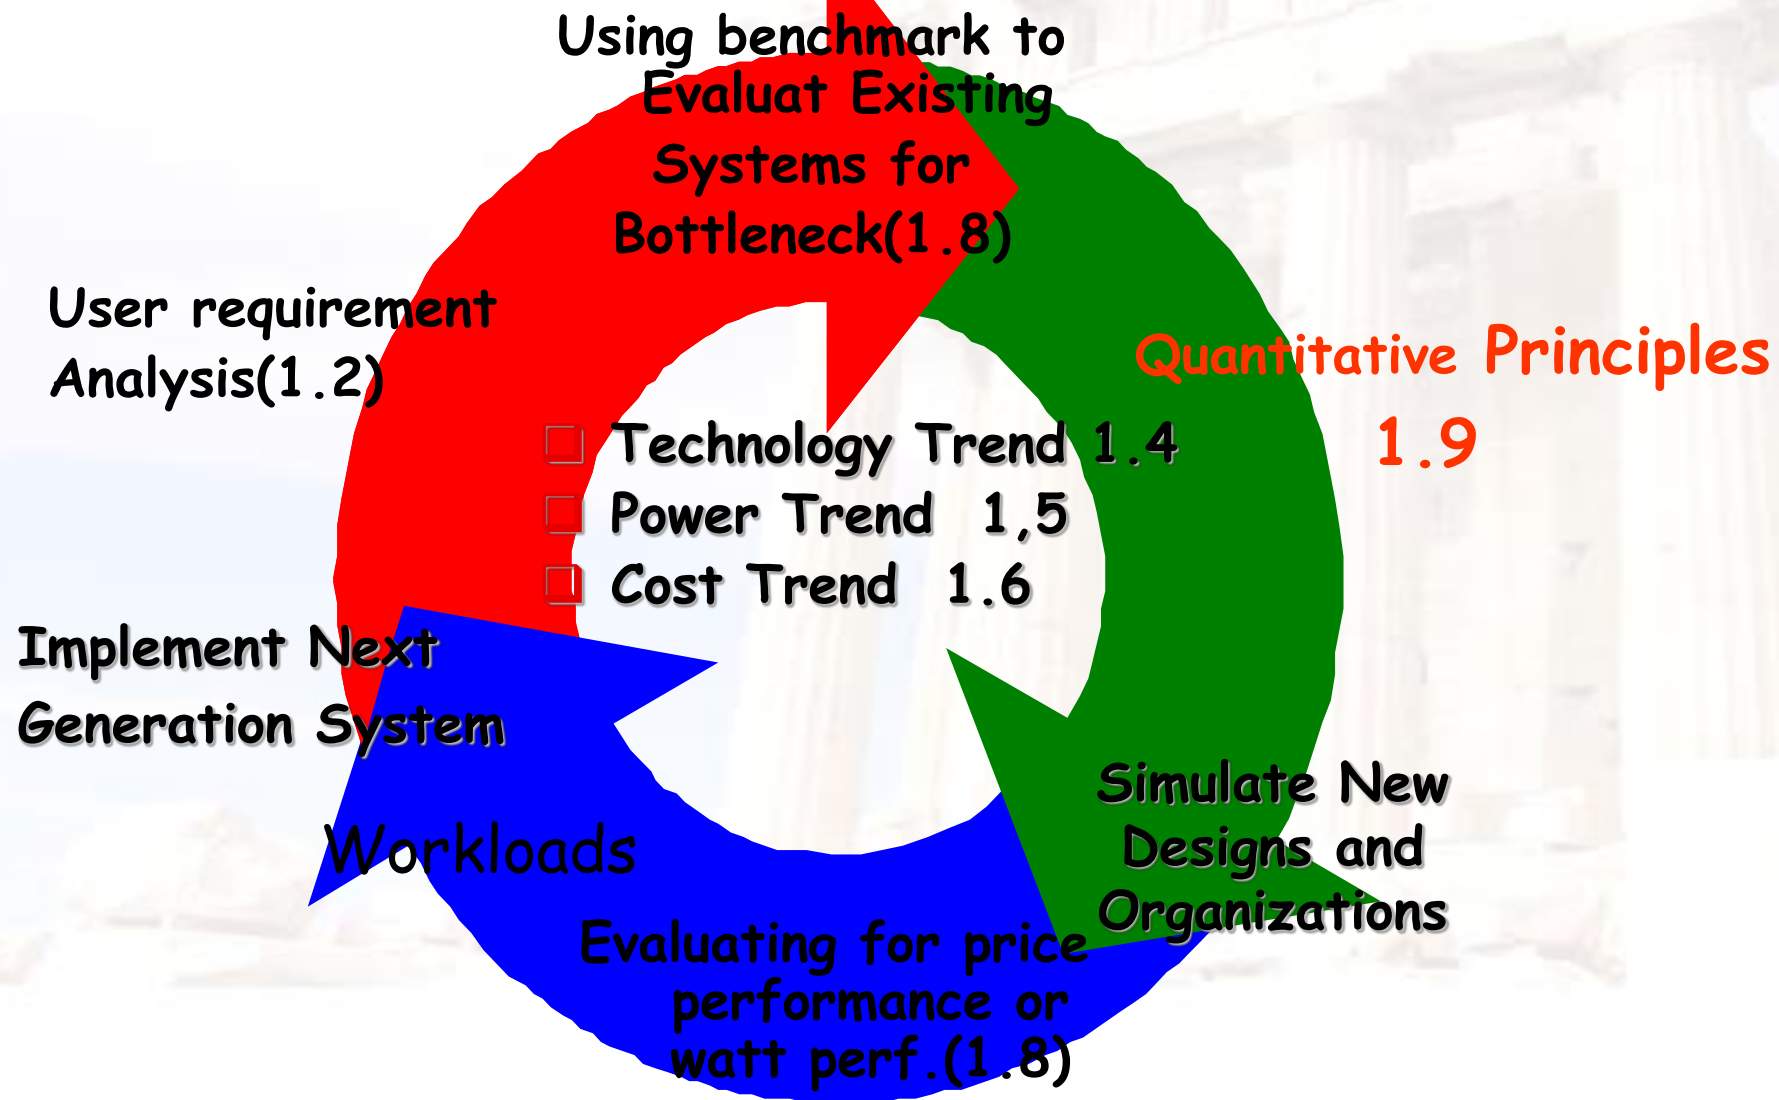 Using benchmark to
Evaluat Existing
Systems for
Bottleneck(1.8)
User requirement
Analysis(1.2)
Quantitative Principles
1.9
Technology Trend 1.4
Power Trend 1,5
Cost Trend 1.6
Implement Next
Generation System
Simulate New
Designs and
Organizations
Workloads
Evaluating for price
performance or
watt perf.(1.8)